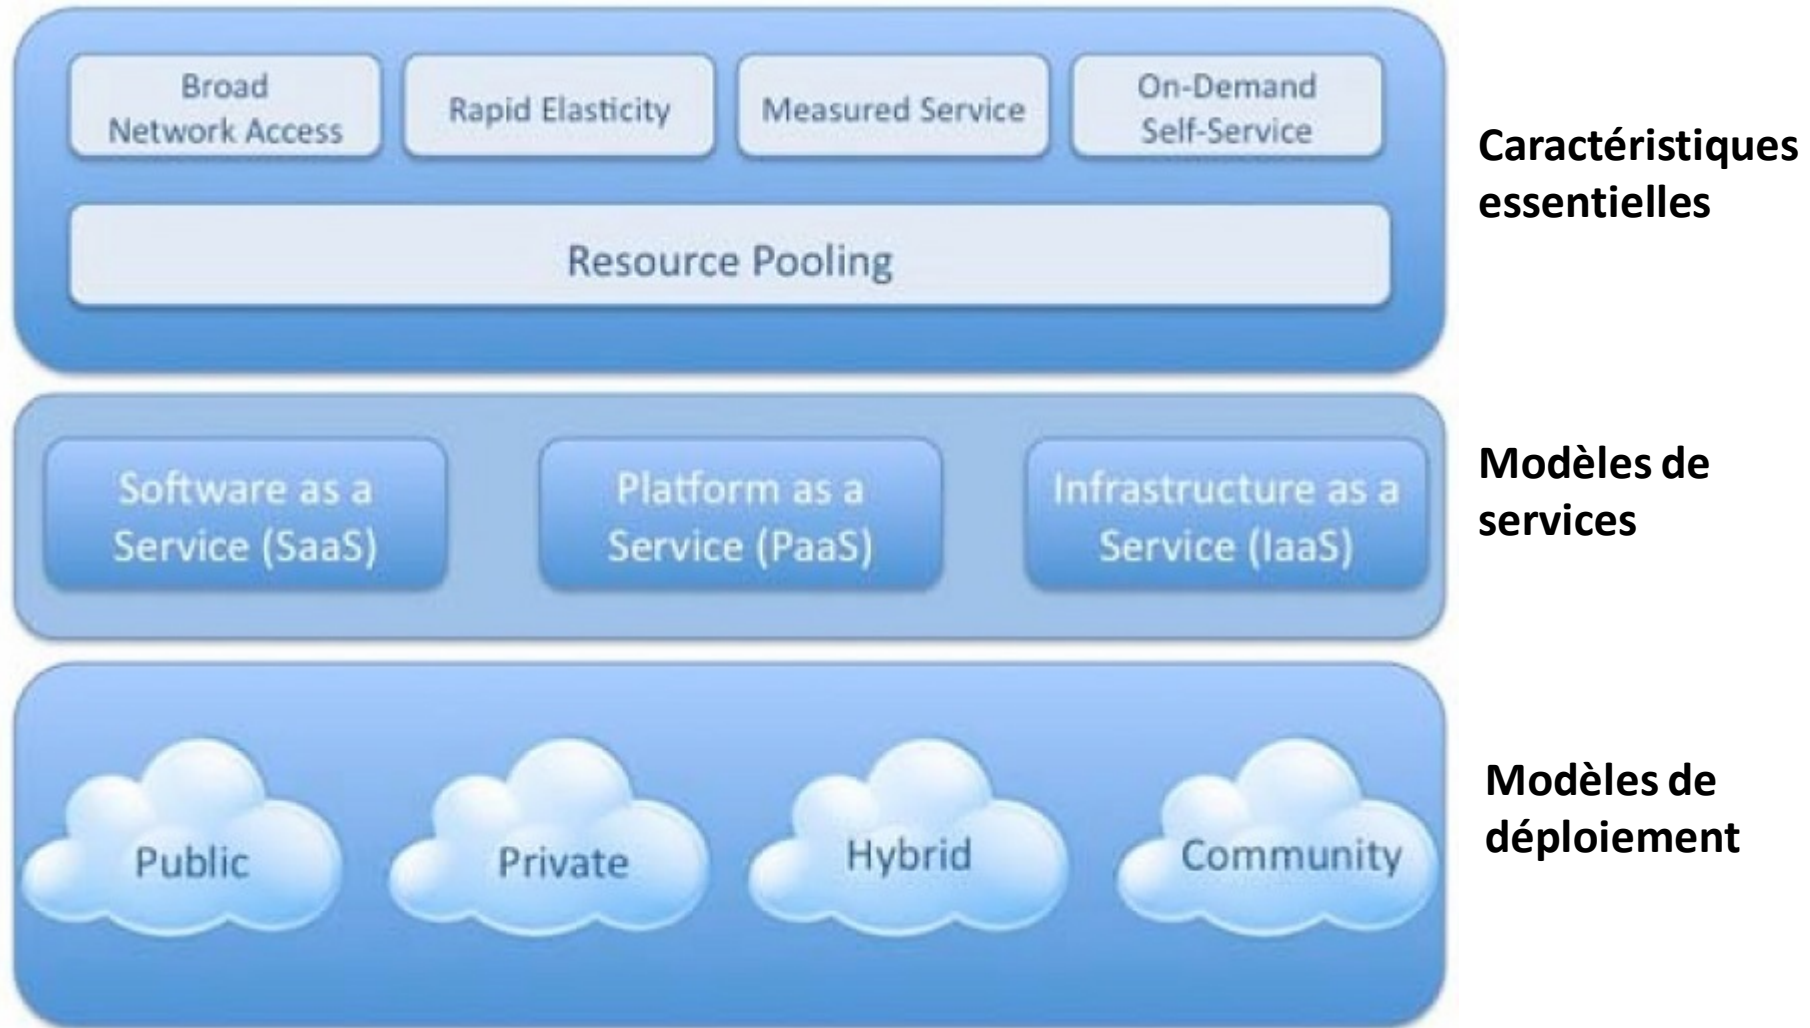 Broad
Network Access
Rapid Elasticity
Measured Service
On-Demand
Self-Service
Resource Pooling
Caractéristiques
essentielles
Software as a
Service (SaaS)
Platform as a
Service (PaaS)
Infrastructure as a
Service (IaaS)
Modèles de
services
Public
Private
Hybrid
Community
Modèles de
déploiement